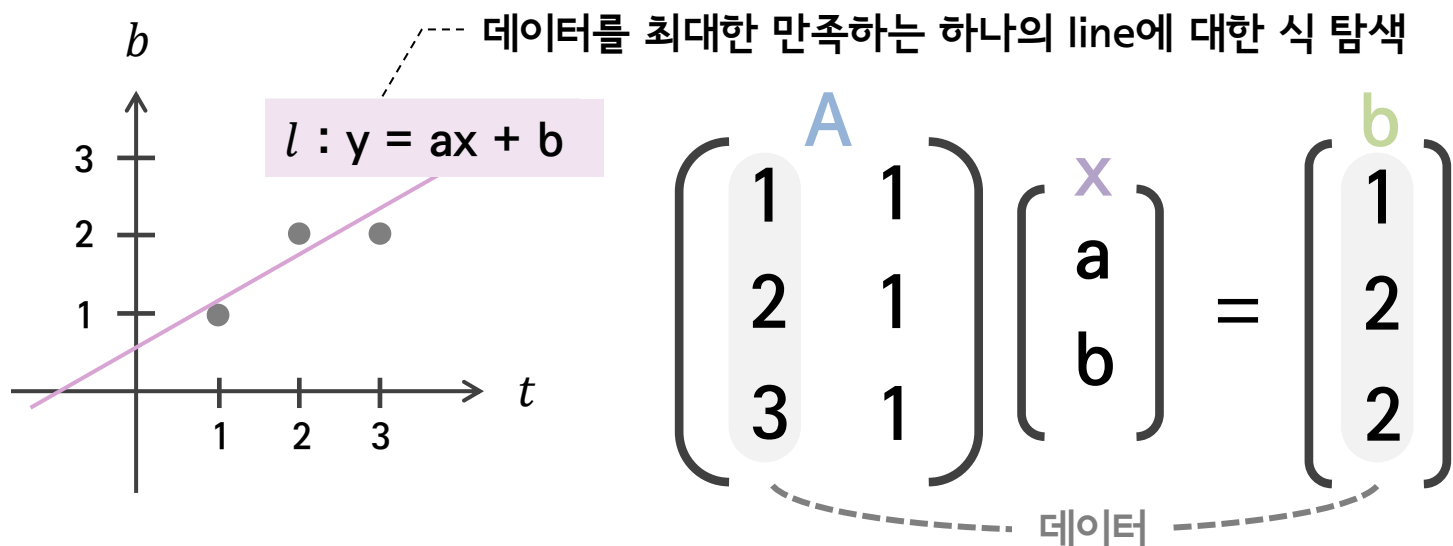 데이터를 최대한 만족하는 하나의 line에 대한 식 탐색
b
l : y = ax + b
3
2
1
1 2 3
t
A
x
b
1 1
2 1
3 1
a
b
=
1
2
2
데이터